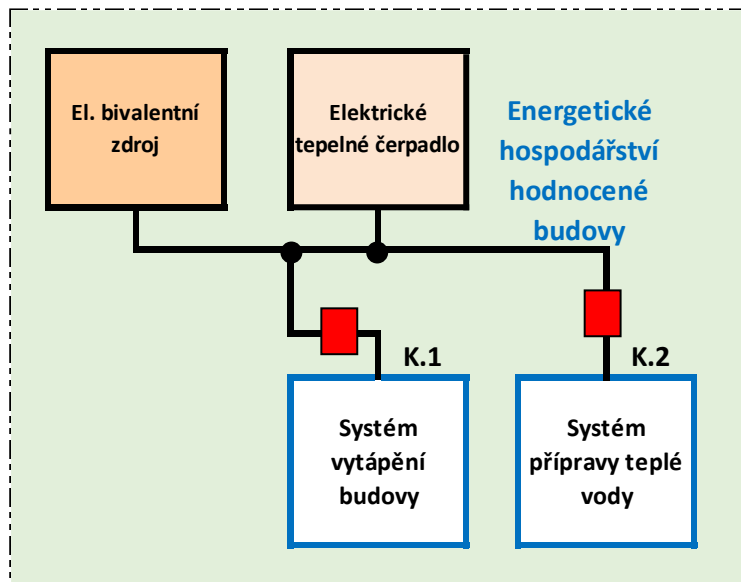 El. bivalentní
zdroj
Elektrické
tepelné čerpadlo
Energetické
hospodářství
hodnocené
budovy
K.1
K.2
Systém
vytápění
budovy
Systém
přípravy teplé
vody